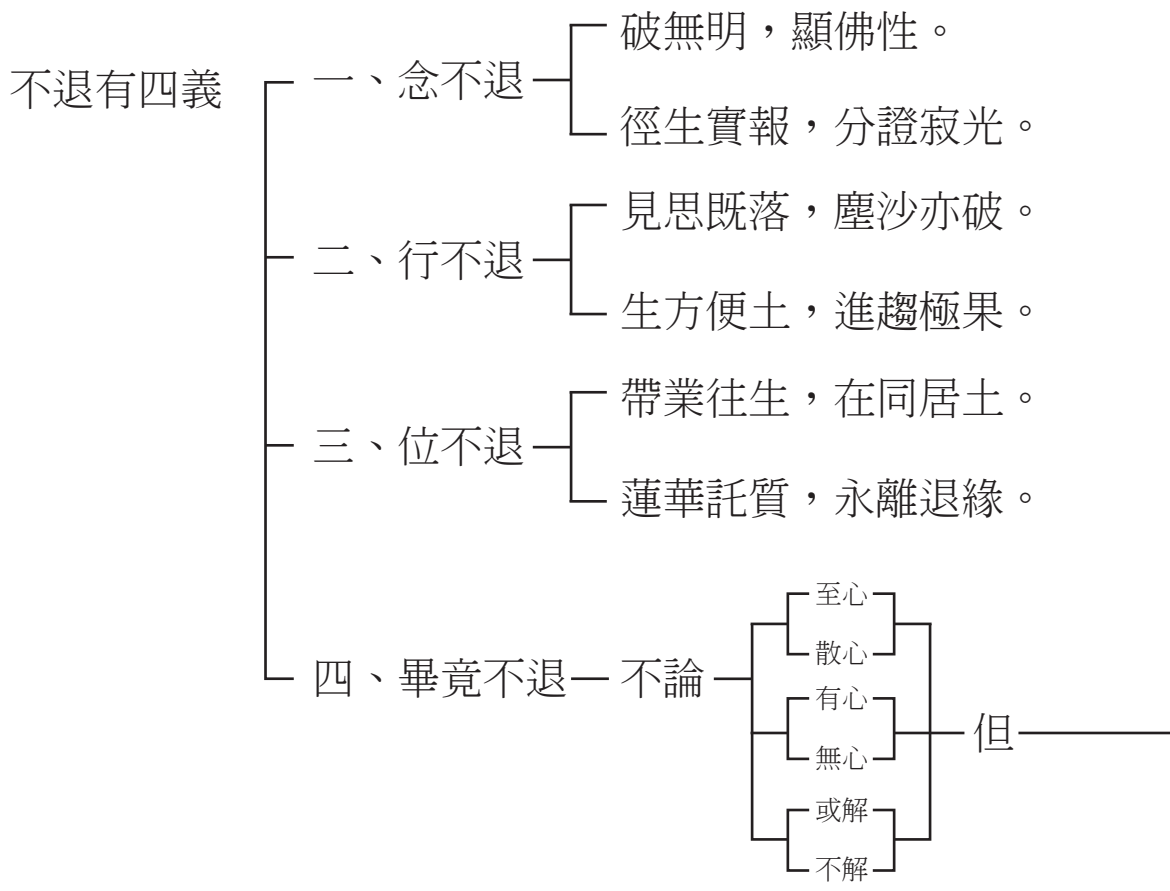 不退有四義
一、念不退
破無明，顯佛性。
徑生實報，分證寂光。
二、行不退
見思既落，塵沙亦破。
生方便土，進趨極果。
三、位不退
帶業往生，在同居土。
蓮華託質，永離退緣。
四、畢竟不退
不論
至心
散心
有心
無心
或解
不解
但